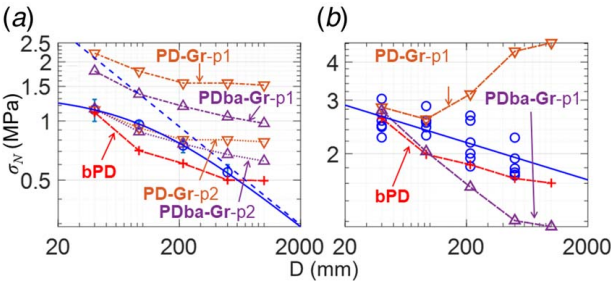 (a)
(b)
σN (MPa)
2.5
2
1.5
1
0.5
PD-Gr-p1
PDba-Gr-p1
bPD
PD-Gr-p2
PDba-Gr-p2
20
200
2000
4
3
2
PD-Gr-p1
PDba-Gr-p1
bPD
20
200
2000
D (mm)